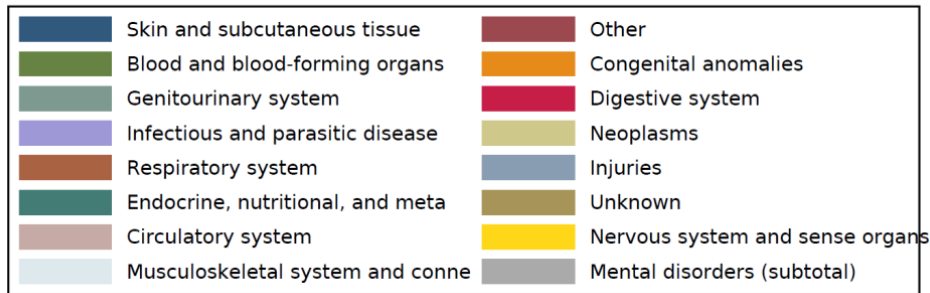 Skin and subcutaneous tissue
Blood and blood-forming organs
Genitourinary system
Infectious and parasitic disease
Respiratory system
Endocrine, nutritional, and meta
Circulatory system
Musculoskeletal system and conne
Other
Congenital anomalies
Digestive system
Neoplasms
Injuries
Unknown
Nervous system and sense organs
Mental disorders (subtotal)